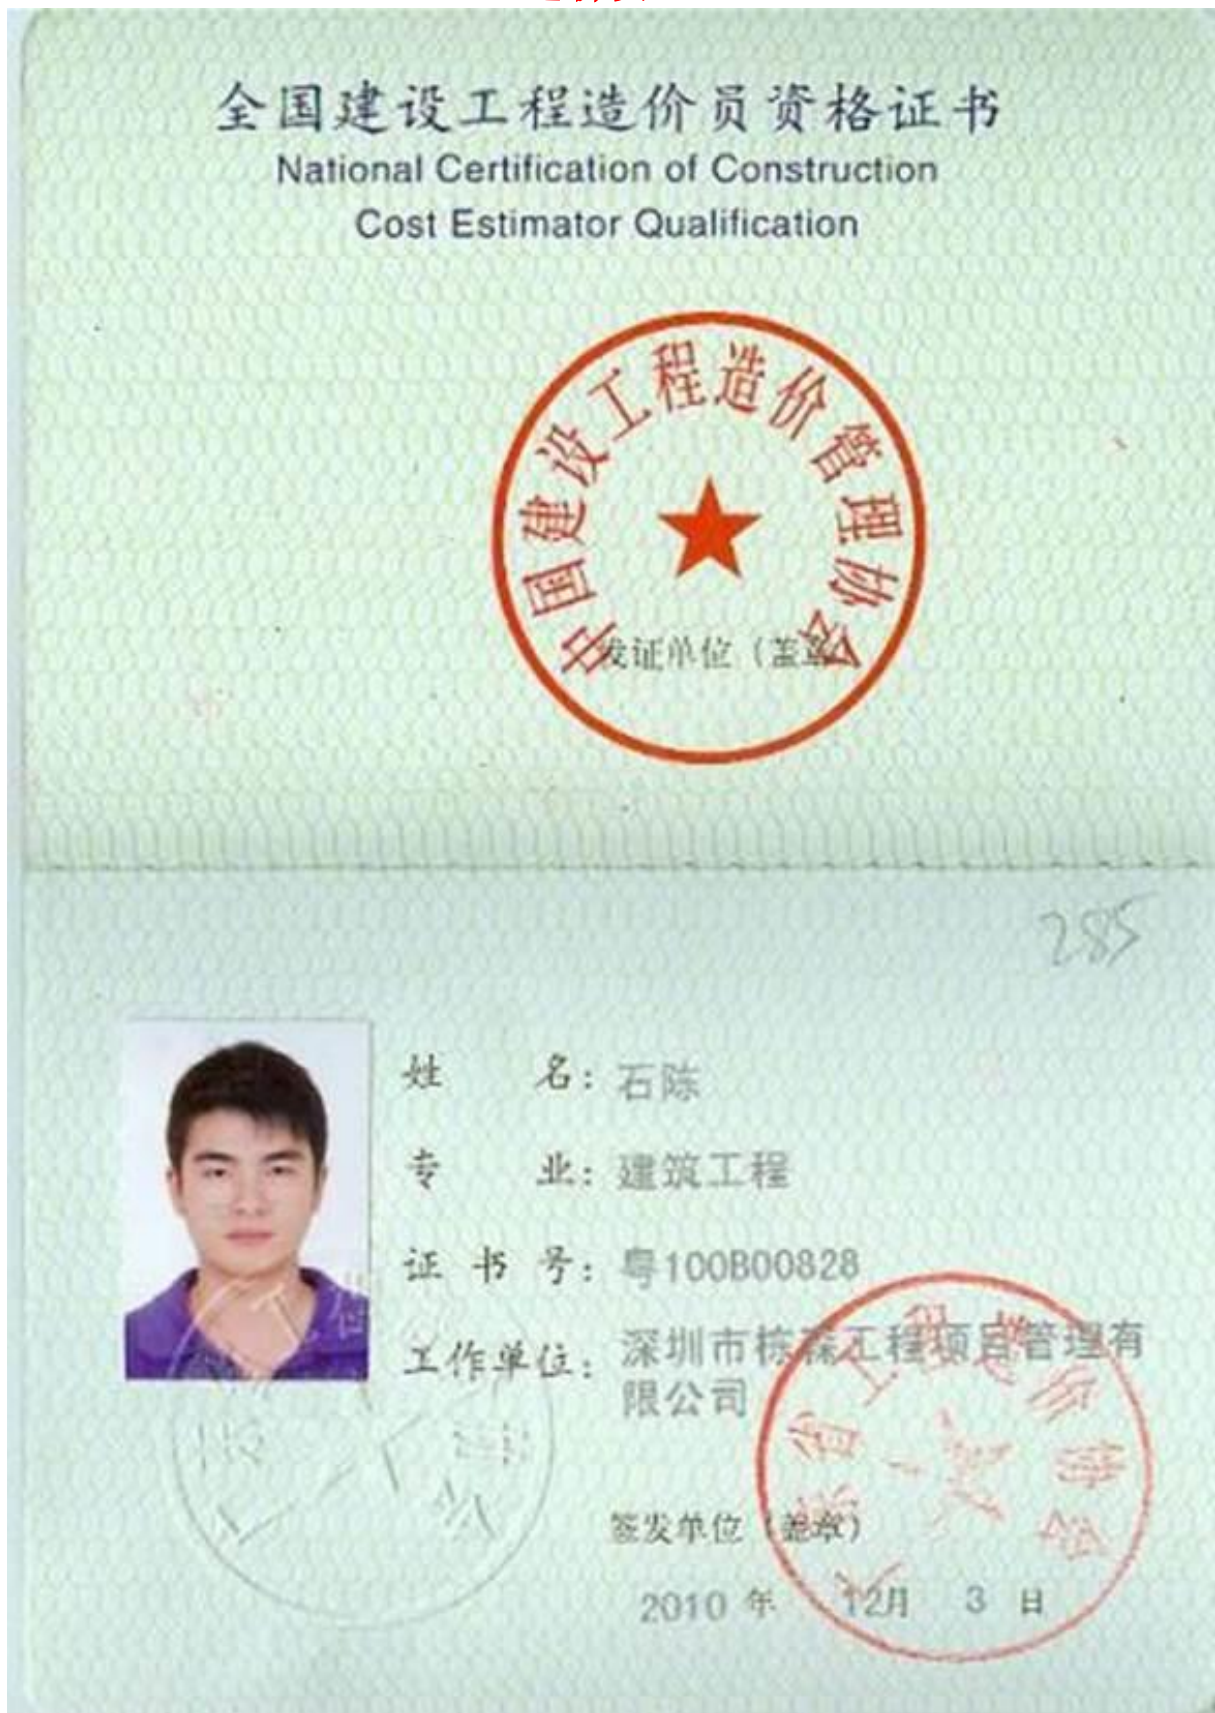 全国建设工程造价员资格证书
National Certification of Construction
Cost Estimator Qualification
中国建设工程造价管理协会
发证单位（盖章）
285
姓名：石陈
专业：建筑工程
证书号：粤100B00828
工作单位：深圳市栋森工程项目管理有
限公司
签发单位（盖章）
2010 年 12月 3 日